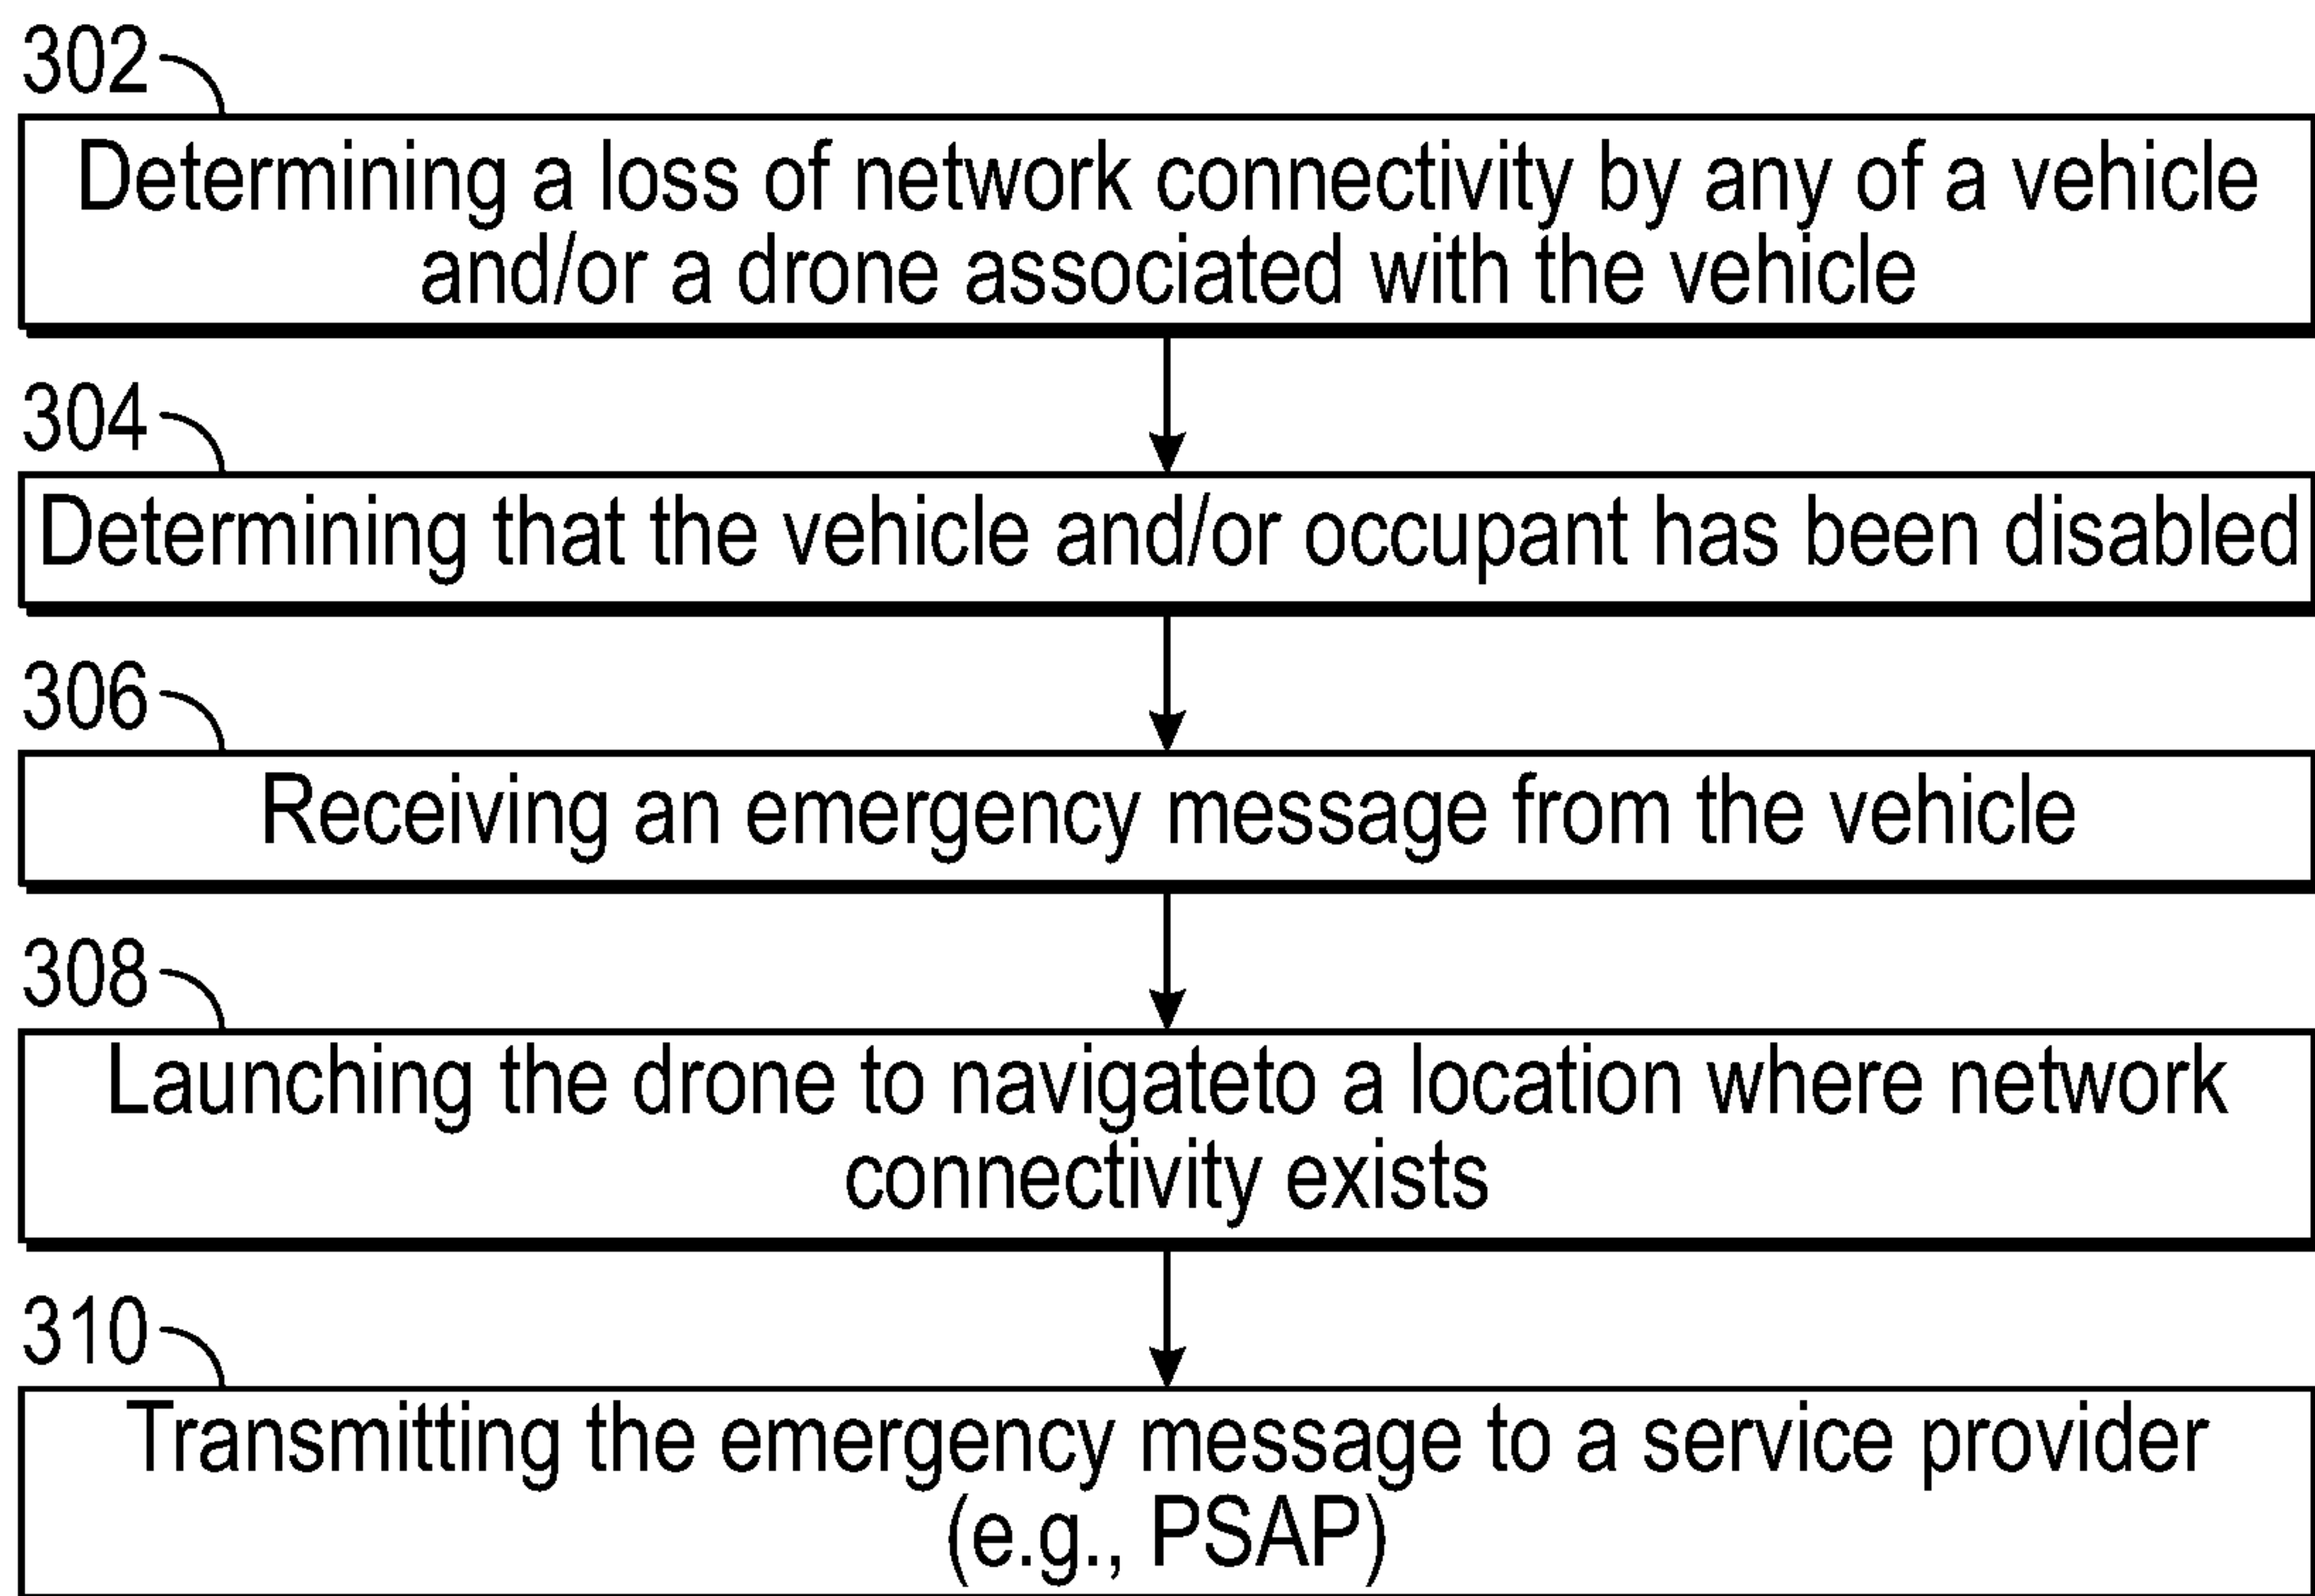 302
Determining a loss of network connectivity by any of a vehicle
and/or a drone associated with the vehicle
304
Determining that the vehicle and/or occupant has been disabled
306
Receiving an emergency message from the vehicle
308
Launching the drone to navigateto a location where network
connectivity exists
310
Transmitting the emergency message to a service provider
(e.g., PSAP)